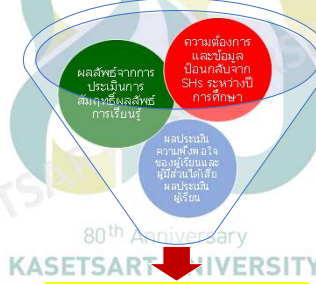 ความต้องการ
และข้อมูล
ป้อนกลับจาก
SHs ระหว่างปี
การศึกษา
ผลลัพธ์จากการ
ประเมินการ
สัมฤทธิ์ผลลัพธ์
การเรียนรู้
ผลประเมิน
ความพึงพอใจ
ของผู้เรียนและ
ผู้มีส่วนได้เสีย
ผลประเมิน
ผู้เรียน
80th Anniversary
KASETSART UNIVERSITY